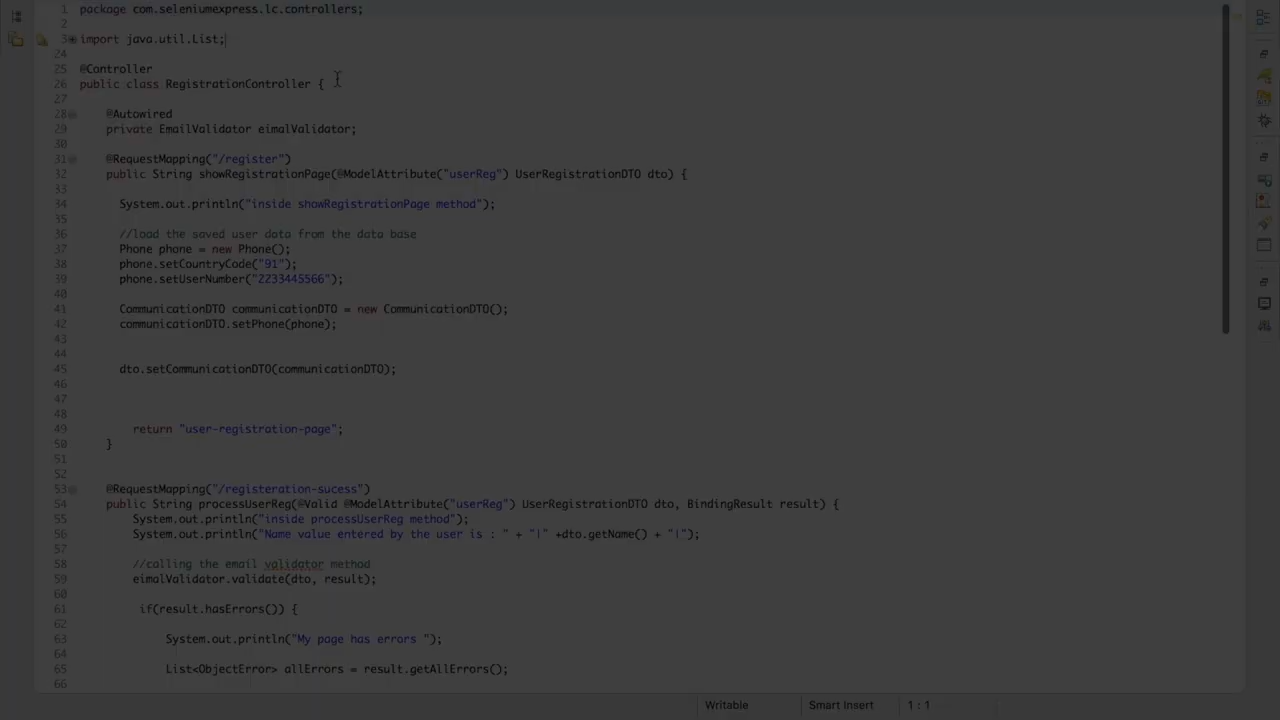 1 package com.seleniumexpress.lc.controllers;
2
3 import java.util.List;
24
25 @Controller
26 public class RegistrationController {
27
28 @Autowired
29 private EmailValidator eimalValidator;
30
31 @RequestMapping("/register")
32 public String showRegistrationPage(@ModelAttribute("userReg") UserRegistrationDTO dto) {
33
34 System.out.println("inside showRegistrationPage method");
35
36 //load the saved user data from the data base
37 Phone phone = new Phone();
38 phone.setCountryCode("91");
39 phone.setUserNumber("2233445566");
40
41 CommunicationDTO communicationDTO = new CommunicationDTO();
42 communicationDTO.setPhone(phone);
43
44
45 dto.setCommunicationDTO(communicationDTO);
46
47
48
49 return "user-registration-page";
50 }
51
52
53 @RequestMapping("/registeration-sucess")
54 public String processUserReg(@Valid @ModelAttribute("userReg") UserRegistrationDTO dto, BindingResult result) {
55 System.out.println("inside processUserReg method");
56 System.out.println("Name value entered by the user is : " + "|" +dto.getName() + "|");
57
58 //calling the email validator method
59 eimalValidator.validate(dto, result);
60
61 if(result.hasErrors()) {
62
63 System.out.println("My page has errors ");
64
65 List<ObjectError> allErrors = result.getAllErrors();
66
Writable
Smart Insert
1 : 1